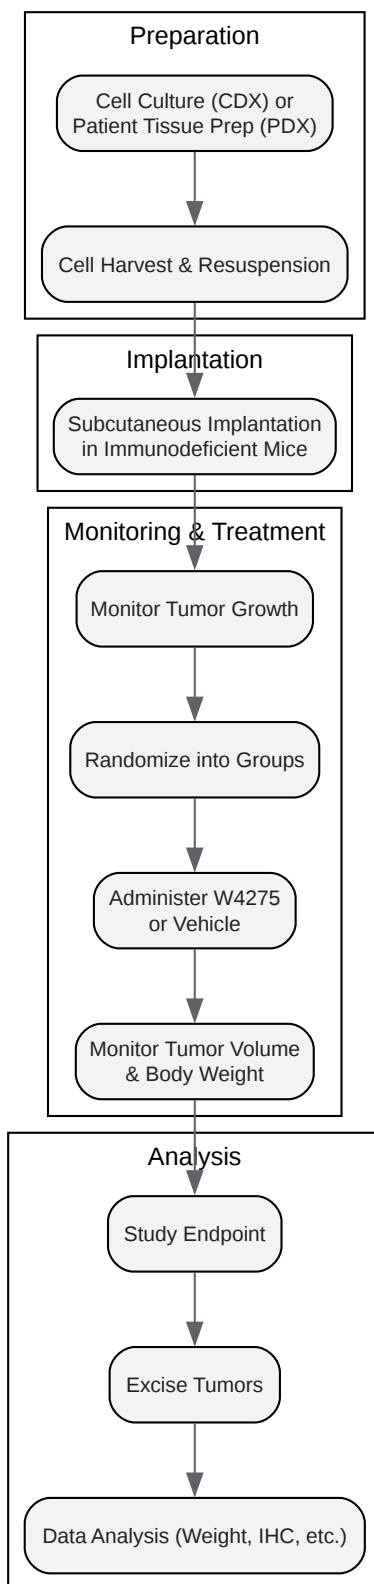 Preparation
Cell Culture (CDX) or
Patient Tissue Prep (PDX)
Cell Harvest & Resuspension
Implantation
Subcutaneous Implantation
in Immunodeficient Mice
Monitoring & Treatment
Monitor Tumor Growth
Randomize into Groups
Administer W4275
or Vehicle
Monitor Tumor Volume
& Body Weight
Analysis
Study Endpoint
Excise Tumors
Data Analysis (Weight, IHC, etc.)